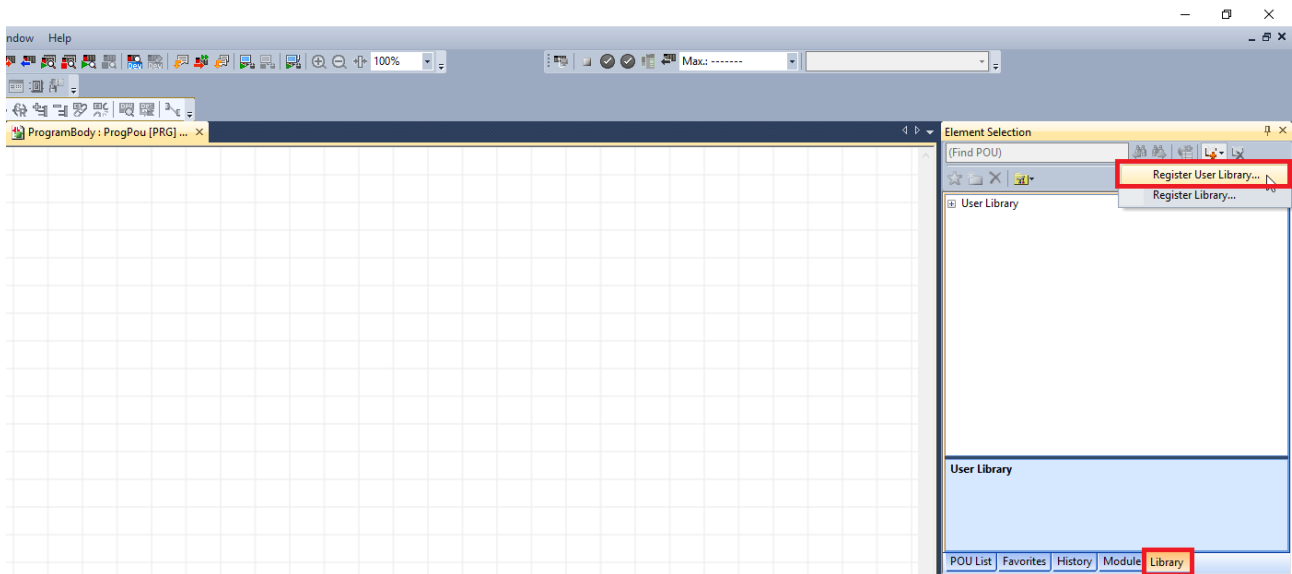 ndow Help
100% Max.: -------
ProgramBody : ProgPou [PRG] ...
Element Selection
(Find POU)
Register User Library...
Register Library...
User Library
User Library
POU List Favorites History Module Library